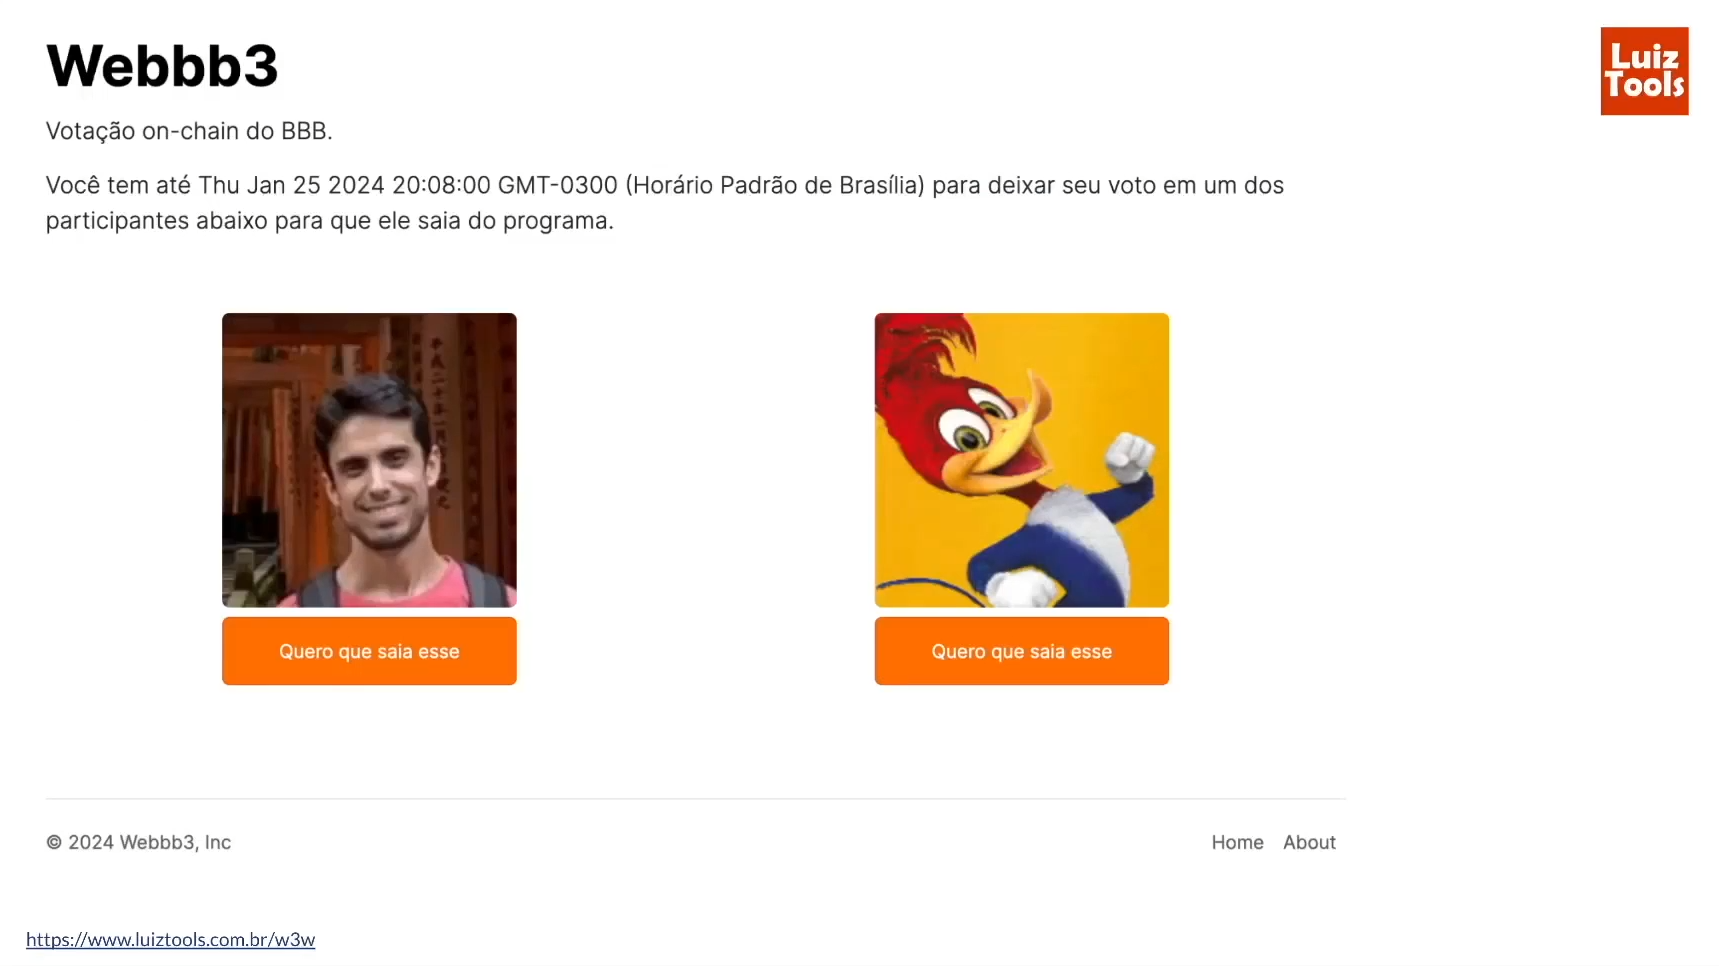 Webbb3
Luiz
Tools
Votação on-chain do BBB.
Você tem até Thu Jan 25 2024 20:08:00 GMT-0300 (Horário Padrão de Brasília) para deixar seu voto em um dos
participantes abaixo para que ele saia do programa.
Quero que saia esse
Quero que saia esse
© 2024 Webbb3, Inc
Home About
https://www.luiztools.com.br/w3w